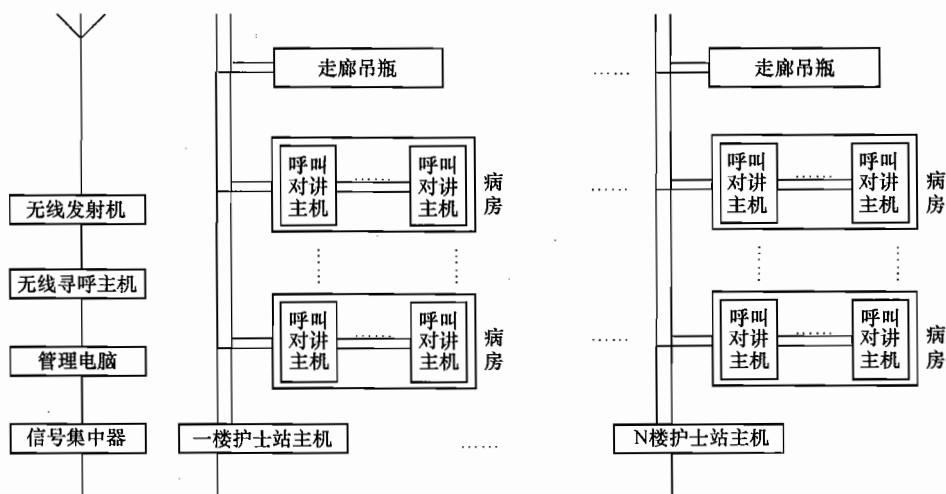 走廊吊瓶
……
走廊吊瓶
无线发射机
无线寻呼主机
管理电脑
信号集中器
呼叫
对讲
主机
……
呼叫
对讲
主机
病
房
……
呼叫
对讲
主机
……
呼叫
对讲
主机
病
房
……
……
……
……
呼叫
对讲
主机
……
呼叫
对讲
主机
病
房
……
呼叫
对讲
主机
……
呼叫
对讲
主机
病
房
一楼护士站主机
……
N楼护士站主机